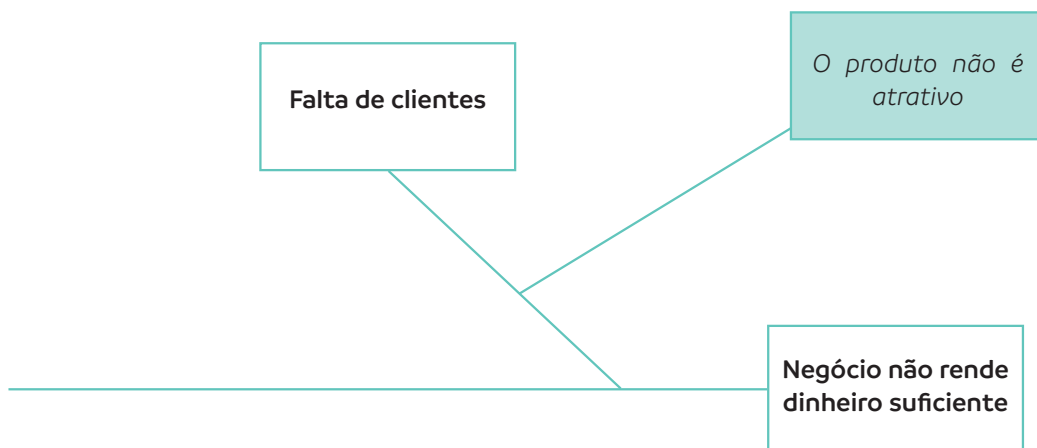 O produto não é
atrativo
Falta de clientes
Negócio não rende
dinheiro suficiente